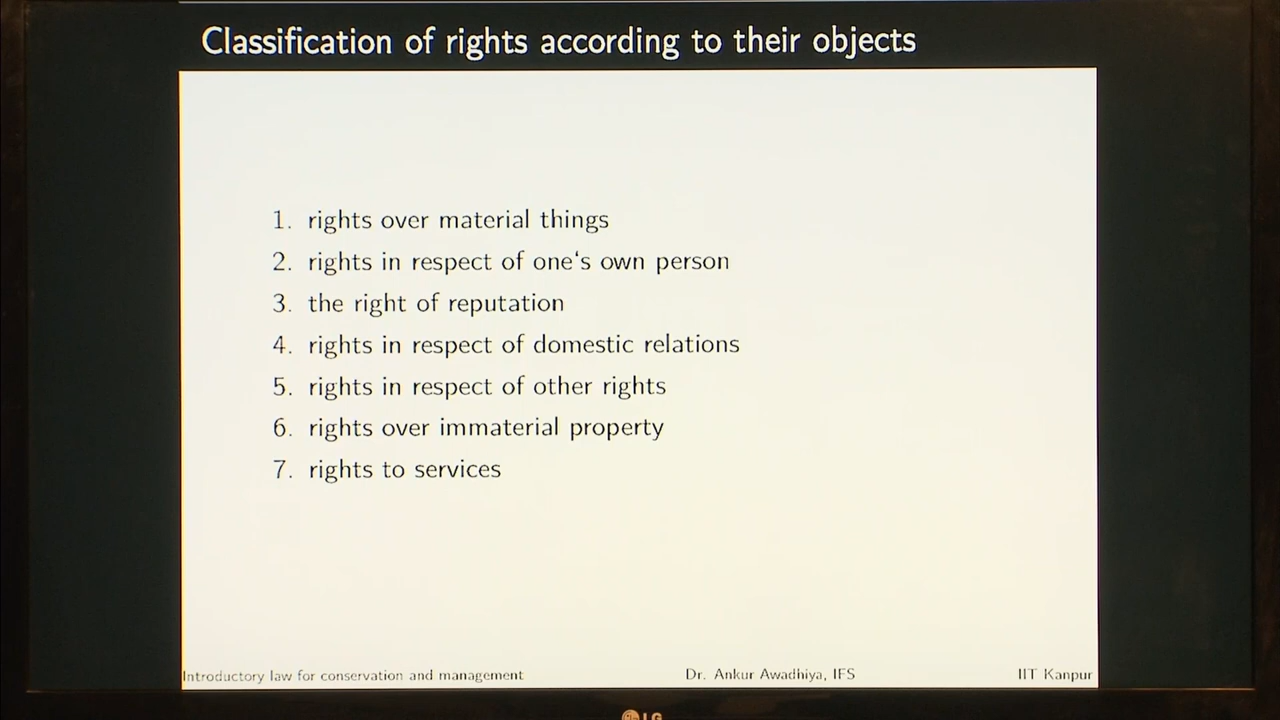 Classification of rights according to their objects
1. rights over material things
2. rights in respect of one‘s own person
3. the right of reputation
4. rights in respect of domestic relations
5. rights in respect of other rights
6. rights over immaterial property
7. rights to services
Introductory law for conservation and management Dr. Ankur Awadhiya, IFS IIT Kanpur
LG